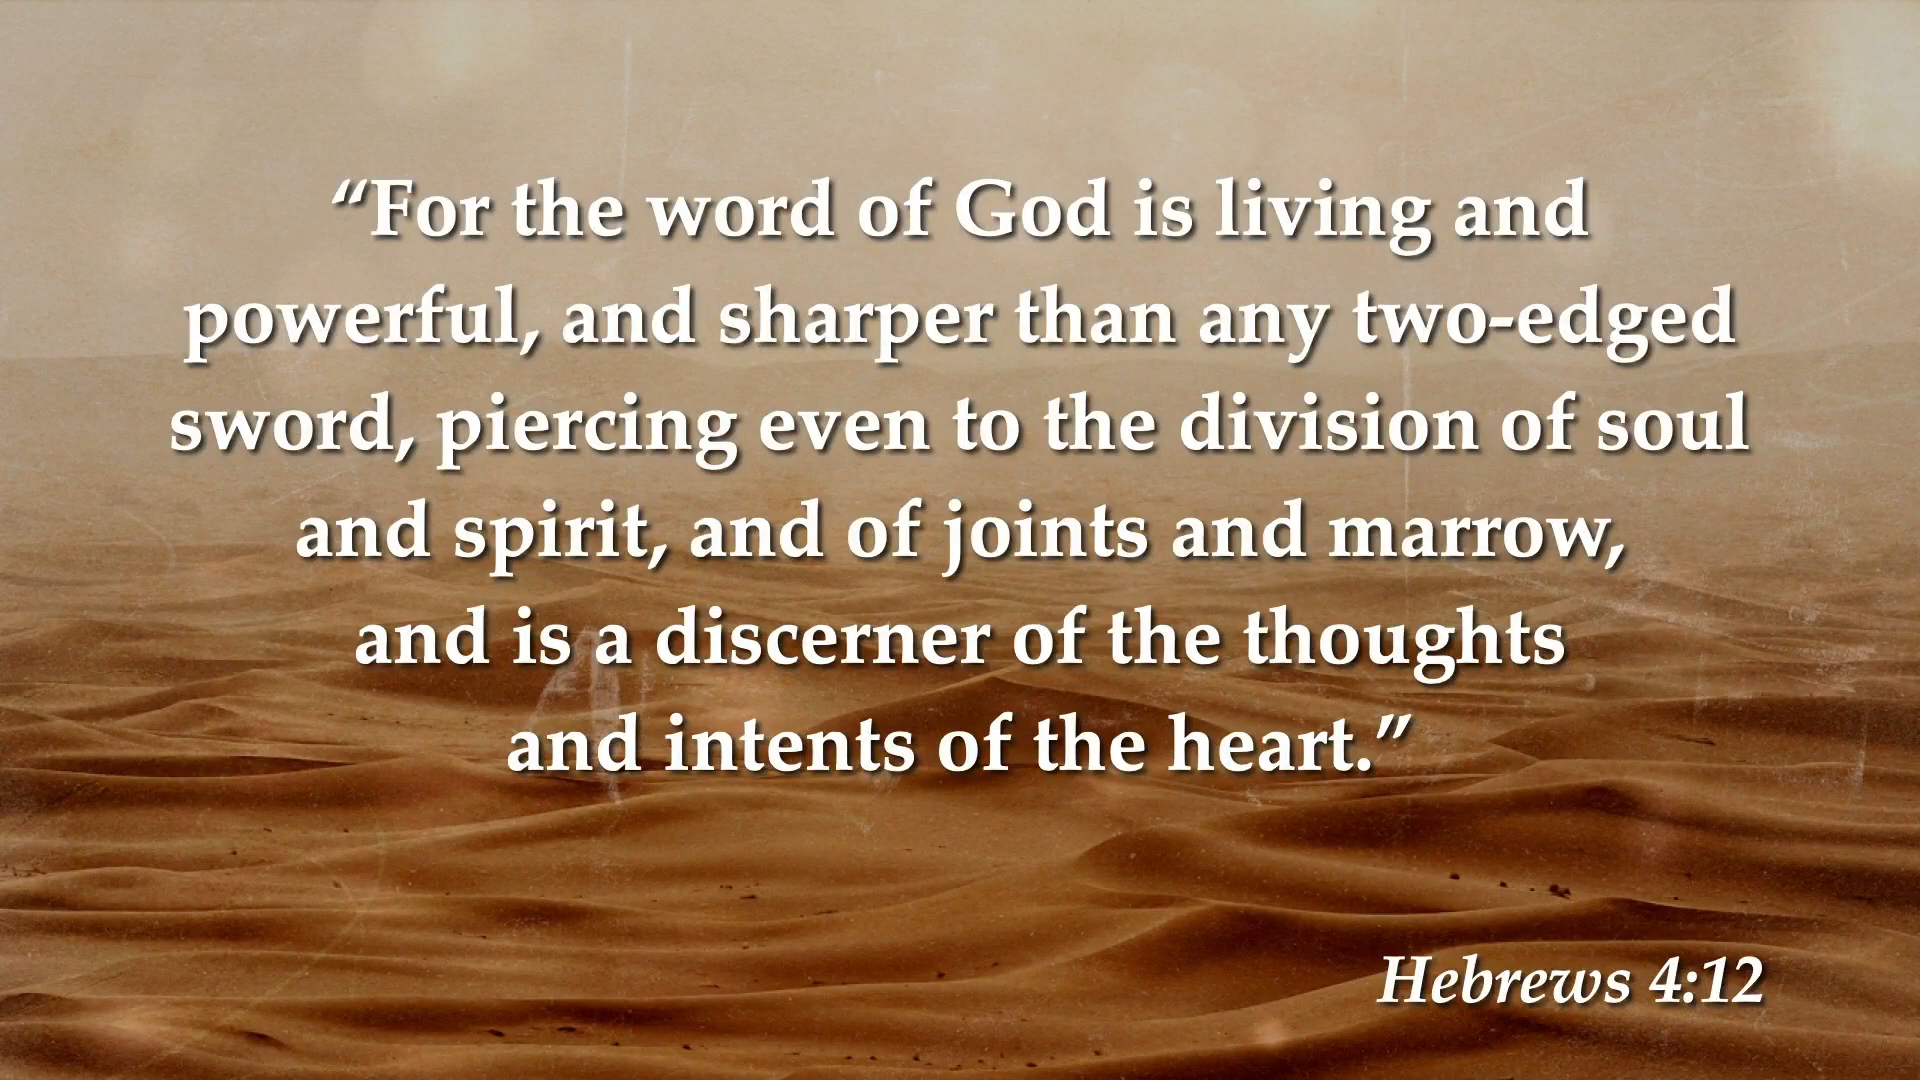 “For the word of God is living and
powerful, and sharper than any two-edged
sword, piercing even to the division of soul
and spirit, and of joints and marrow,
and is a discerner of the thoughts
and intents of the heart.”
Hebrews 4:12